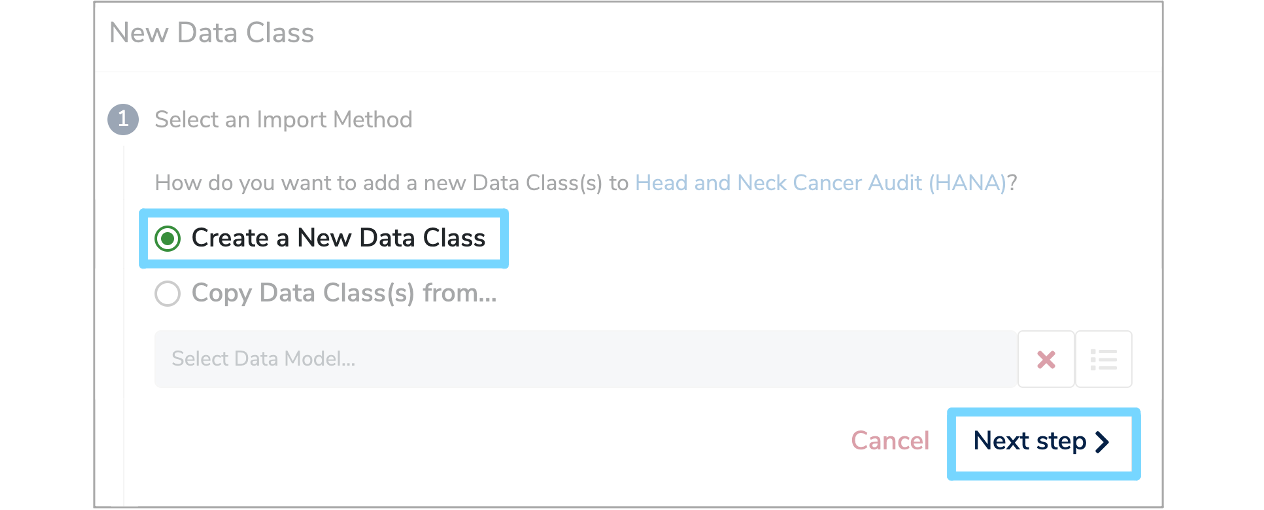 New Data Class
1 Select an Import Method
How do you want to add a new Data Class(s) to Head and Neck Cancer Audit (HANA)?
Create a New Data Class
Copy Data Class(s) from...
Select Data Model...
Cancel Next step